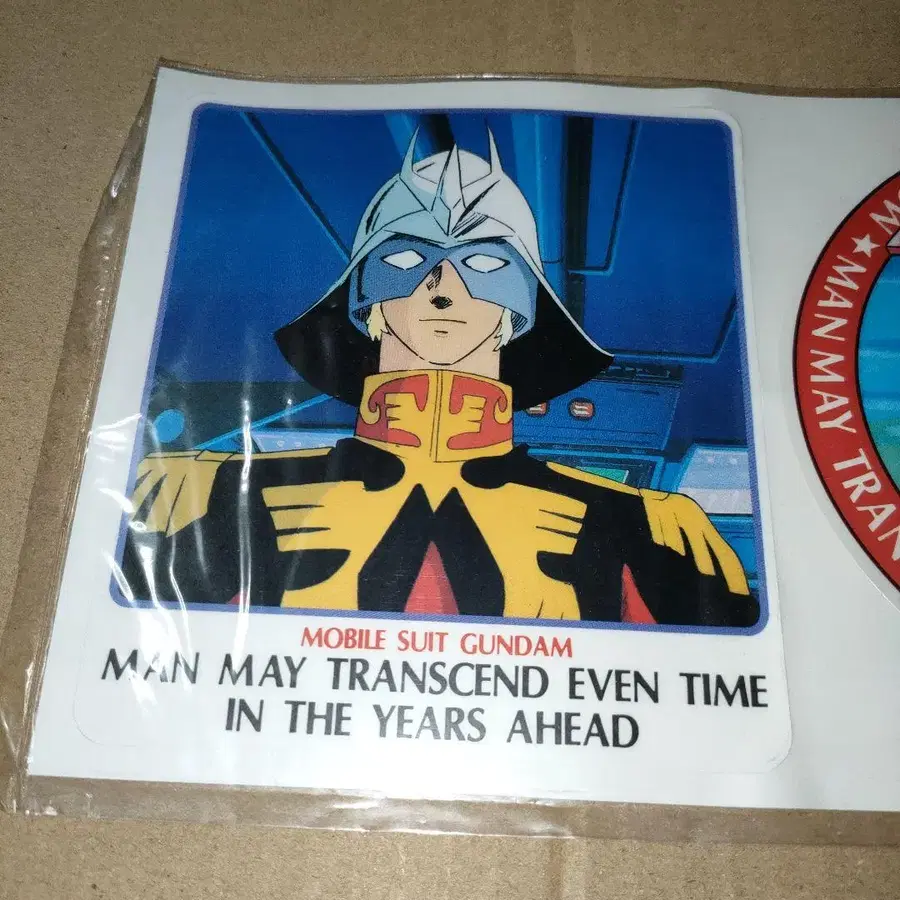 MOBILE SUIT GUNDAM
MAN MAY TRANSCEND EVEN TIME
IN THE YEARS AHEAD
★ MAN MAY TRAN